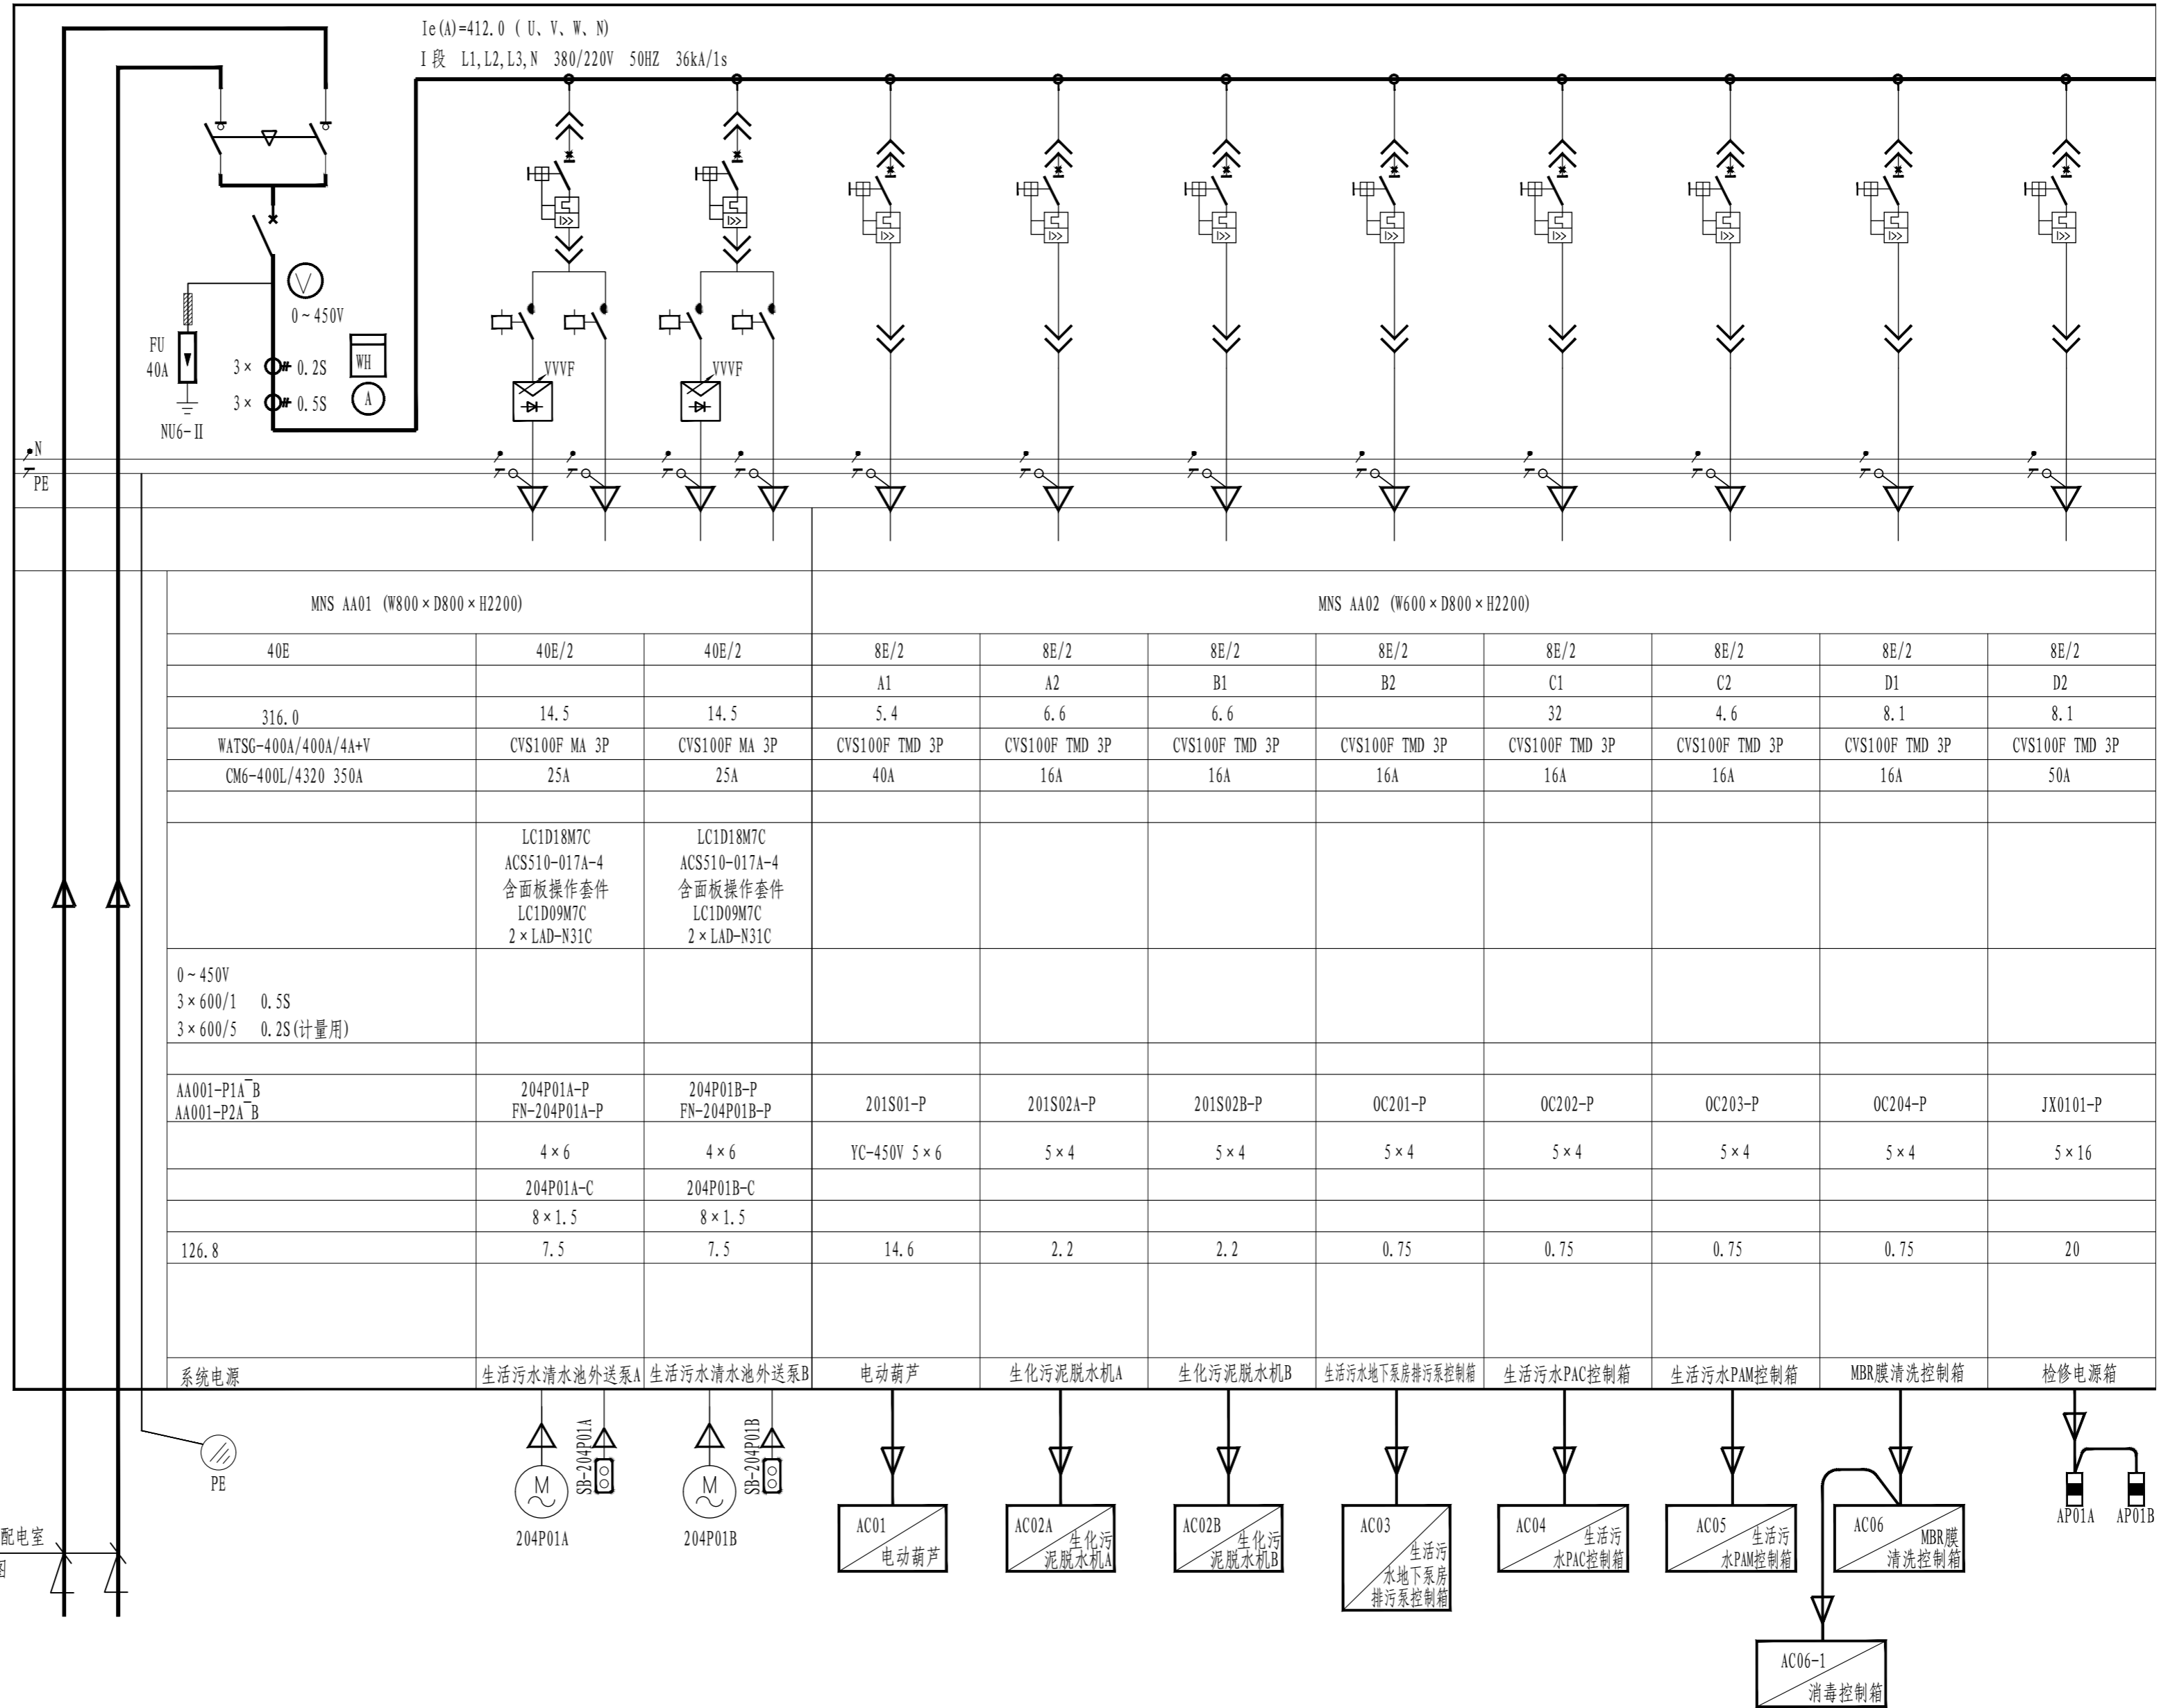 Ie(A)=412.0 ( U、V、W、N)
I 段 L1,L2,L3,N 380/220V 50HZ 36kA/1s
V
0~450V
FU
40A
3× 0.2S
WH
3× 0.5S
A
NU6-Ⅱ
VVVF
VVVF
I>> I>> I>> I>> I>> I>> I>> I>> I>> I>>
N
PE
MNS AA01 (W800×D800×H2200) MNS AA02 (W600×D800×H2200)
40E 40E/2 40E/2 8E/2 8E/2 8E/2 8E/2 8E/2 8E/2 8E/2 8E/2
A1 A2 B1 B2 C1 C2 D1 D2
316.0 14.5 14.5 5.4 6.6 6.6 32 4.6 8.1 8.1
WATSG-400A/400A/4A+V CVS100F MA 3P CVS100F MA 3P CVS100F TMD 3P CVS100F TMD 3P CVS100F TMD 3P CVS100F TMD 3P CVS100F TMD 3P CVS100F TMD 3P CVS100F TMD 3P CVS100F TMD 3P
CM6-400L/4320 350A 25A 25A 40A 16A 16A 16A 16A 16A 16A 50A
LC1D18M7C LC1D18M7C
ACS510-017A-4 ACS510-017A-4
含面板操作套件 含面板操作套件
LC1D09M7C LC1D09M7C
2×LAD-N31C 2×LAD-N31C
0~450V
3×600/1 0.5S
3×600/5 0.2S(计量用)
AA001-P1A~B 204P01A-P 204P01B-P
AA001-P2A~B FN-204P01A-P FN-204P01B-P 201S01-P 201S02A-P 201S02B-P OC201-P OC202-P OC203-P OC204-P JX0101-P
4×6 4×6 YC-450V 5×6 5×4 5×4 5×4 5×4 5×4 5×4 5×16
204P01A-C 204P01B-C
8×1.5 8×1.5
126.8 7.5 7.5 14.6 2.2 2.2 0.75 0.75 0.75 0.75 20
系统电源 生活污水清水池外送泵A 生活污水清水池外送泵B 电动葫芦 生化污泥脱水机A 生化污泥脱水机B 生活污水地下泵房排污泵控制箱 生活污水PAC控制箱 生活污水PAM控制箱 MBR膜清洗控制箱 检修电源箱
PE
M
204P01A
SB-204P01A
M
204P01B
SB-204P01B
AC01
电动葫芦
AC02A
生化污
泥脱水机A
AC02B
生化污
泥脱水机B
AC03
生活污
水地下泵房
排污泵控制箱
AC04
生活污
水PAC控制箱
AC05
生活污
水PAM控制箱
AC06
MBR膜
清洗控制箱
AP01A AP01B
AC06-1
消毒控制箱
配电室
图